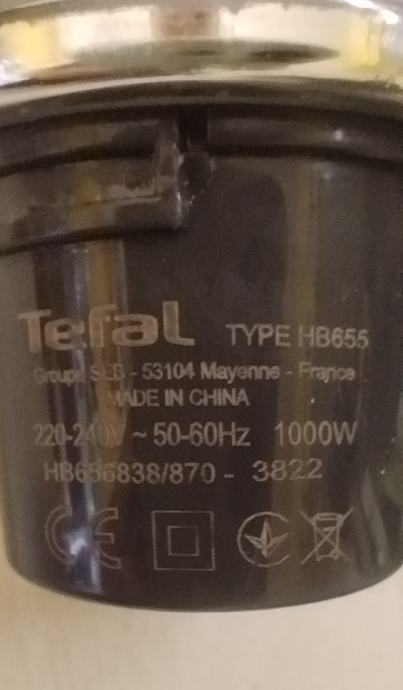 Tefal TYPE HB655
Groupe SEB - 53104 Mayenne - France
MADE IN CHINA
220-240V ~ 50-60Hz 1000W
HB656838/870 - 3822
CE